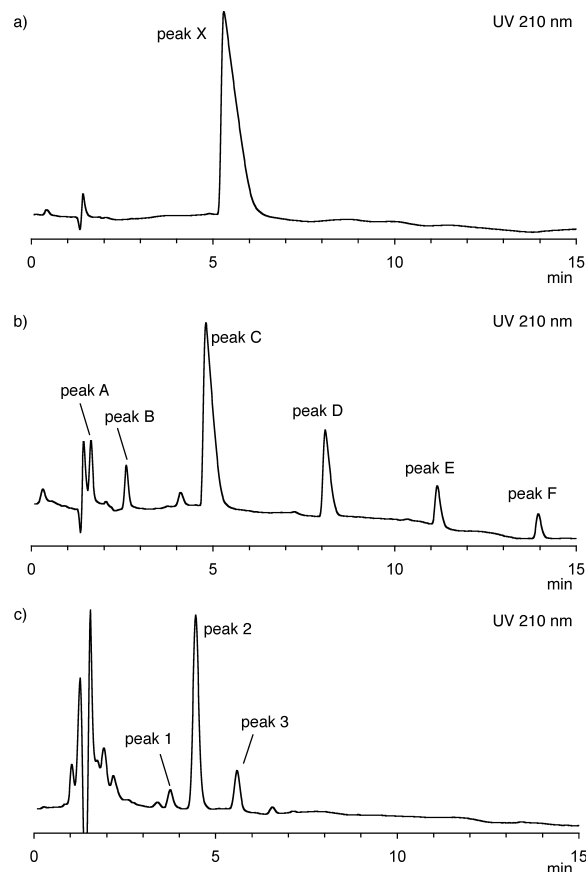 a)
UV 210 nm
peak X
0 5 10 15
min
b)
UV 210 nm
peak C
peak A
peak B
peak D
peak E
peak F
0 5 10 15
min
c)
UV 210 nm
peak 2
peak 3
peak 1
0 5 10 15
min